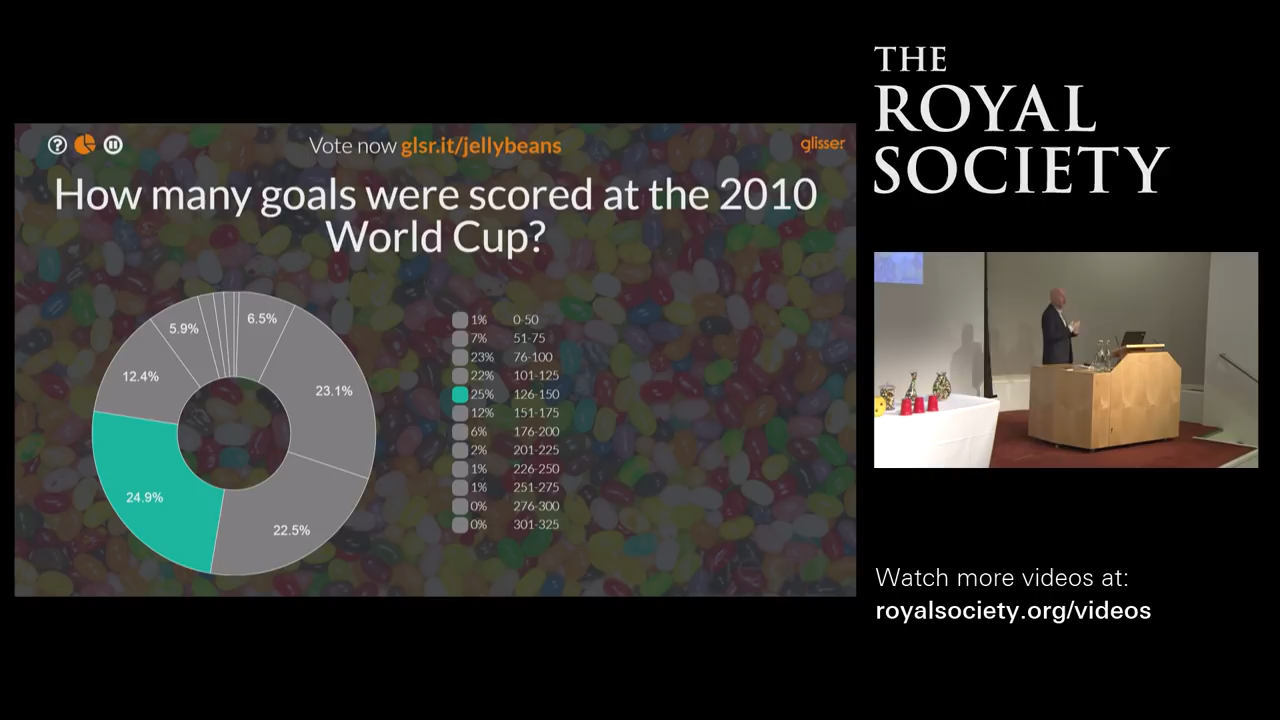 Vote now glsr.it/jellybeans
glisser
How many goals were scored at the 2010
World Cup?
6.5%
5.9%
12.4%
23.1%
24.9%
22.5%
1% 0-50
7% 51-75
23% 76-100
22% 101-125
25% 126-150
12% 151-175
6% 176-200
2% 201-225
1% 226-250
1% 251-275
0% 276-300
0% 301-325
THE
ROYAL
SOCIETY
Watch more videos at:
royalsociety.org/videos